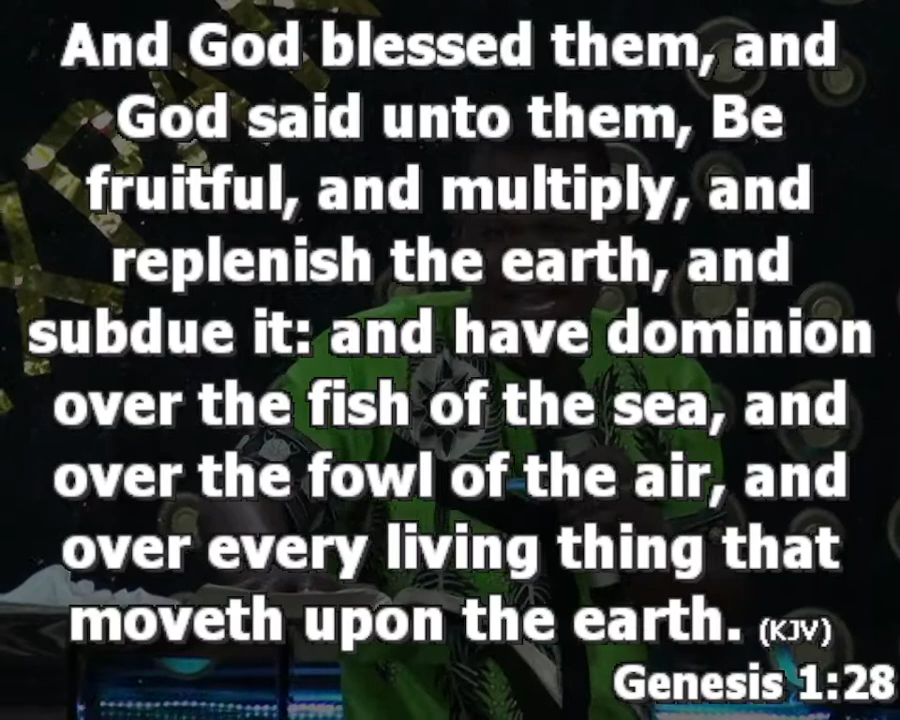 And God blessed them, and
God said unto them, Be
fruitful, and multiply, and
replenish the earth, and
subdue it: and have dominion
over the fish of the sea, and
over the fowl of the air, and
over every living thing that
moveth upon the earth. (KJV)
Genesis 1:28